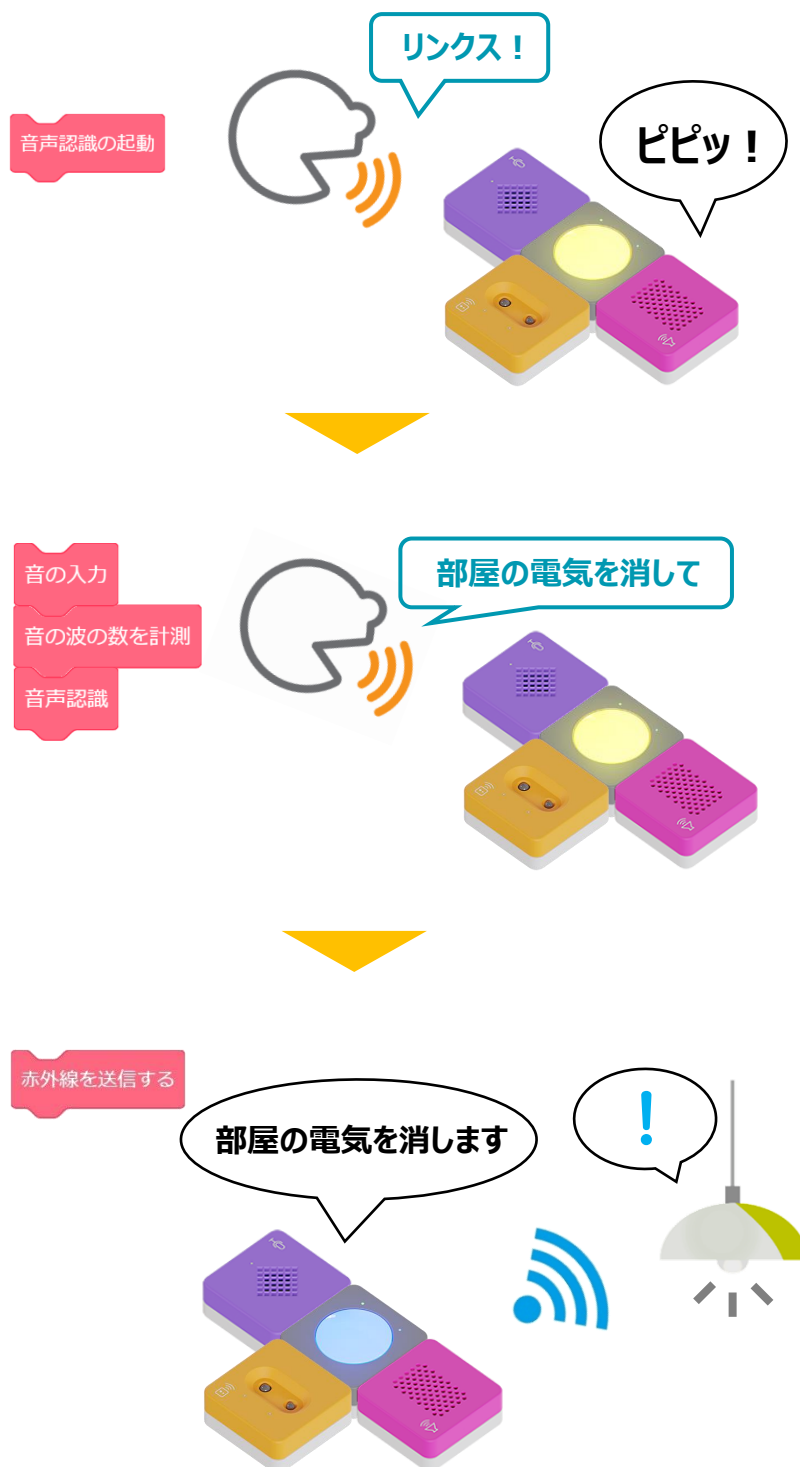 リンクス！
音声認識の起動
ピピッ！
部屋の電気を消して
音の入力
音の波の数を計測
音声認識
赤外線を送信する
！
部屋の電気を消します